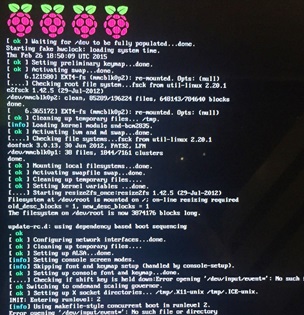 [ ok ] Waiting for /dev to be fully populated...done.
Starting fake hwclock: loading system time.
Thu Feb 26 18:50:09 UTC 2015
[ ok ] Setting preliminary keymap...done.
[ ok ] Activating swap...done.
[    6.121580] EXT4-fs (mmcblk0p2): re-mounted. Opts: (null)
[....] Checking root file system...fsck from util-linux 2.20.1
e2fsck 1.42.5 (29-Jul-2012)
/dev/mmcblk0p2: clean, 85289/196224 files, 648143/784640 blocks
done.
[    6.365172] EXT4-fs (mmcblk0p2): re-mounted. Opts: (null)
[ ok ] Cleaning up temporary files... /tmp.
[info] Loading kernel module snd-bcm2835.
[ ok ] Activating lvm and md swap...done.
[....] Checking file systems...fsck from util-linux 2.20.1
dosfsck 3.0.13, 30 Jun 2012, FAT32, LFN
/dev/mmcblk0p1: 38 files, 1844/7161 clusters
done.
[ ok ] Mounting local filesystems...done.
[ ok ] Activating swapfile swap...done.
[ ok ] Cleaning up temporary files....
[ ok ] Setting kernel variables ...done.
[....] Starting resize2fs_once:resize2fs 1.42.5 (29-Jul-2012)
Filesystem at /dev/root is mounted on /; on-line resizing required
old_desc_blocks = 1, new_desc_blocks = 1
The filesystem on /dev/root is now 3874176 blocks long.
update-rc.d: using dependency based boot sequencing
ok
[ ok ] Configuring network interfaces...done.
[ ok ] Cleaning up temporary files....
[ ok ] Setting up ALSA...done.
[info] Setting console screen modes.
[info] Skipping font and keymap setup (handled by console-setup).
[ ok ] Setting up console font and keymap...done.
[....] Checking if shift key is held down:Error opening '/dev/input/event*': No such
ok Switching to ondemand scaling governor.
[ ok ] Setting up X socket directories... /tmp/.X11-unix /tmp/.ICE-unix.
INIT: Entering runlevel: 2
[info] Using makefile-style concurrent boot in runlevel 2.
Error opening '/dev/input/event*': No such file or directory